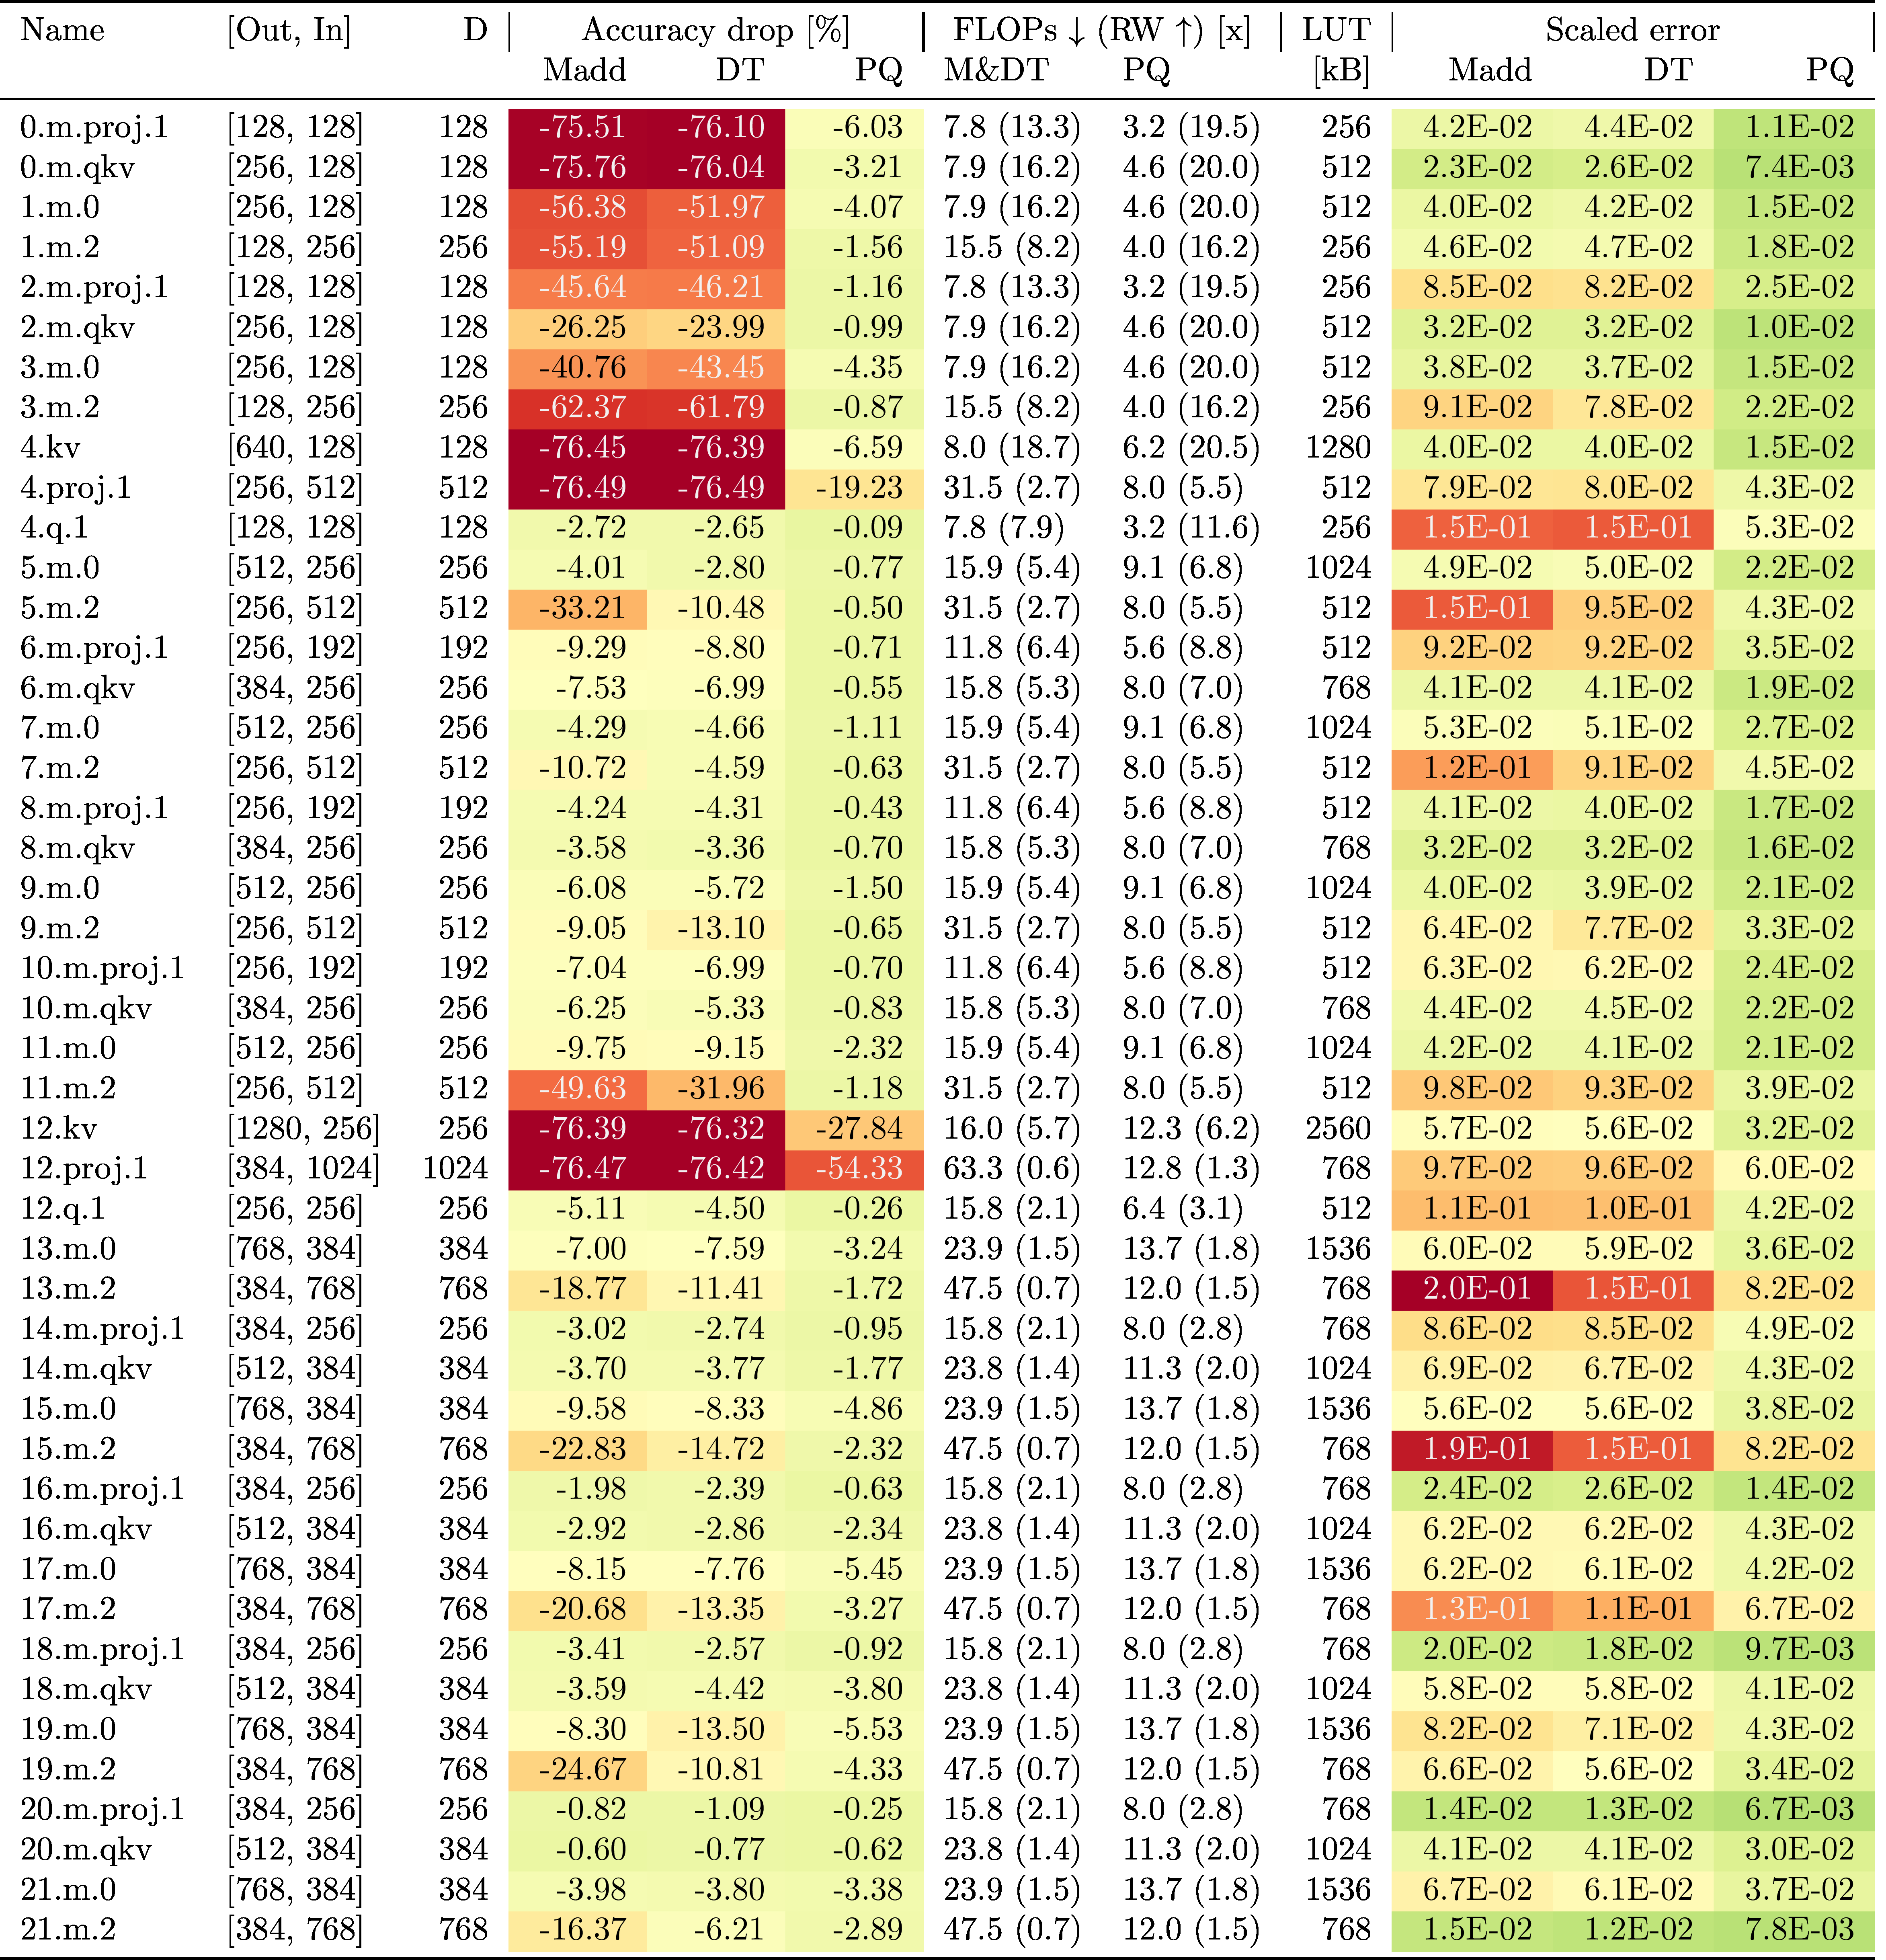 Name [Out, In] D Accuracy drop [%] FLOPs ↓ (RW ↑) [x] LUT Scaled error
Madd DT PQ M&DT PQ [kB] Madd DT PQ
0.m.proj.1 [128, 128] 128 -75.51 -76.10 -6.03 7.8 (13.3) 3.2 (19.5) 256 4.2E-02 4.4E-02 1.1E-02
0.m.qkv [256, 128] 128 -75.76 -76.04 -3.21 7.9 (16.2) 4.6 (20.0) 512 2.3E-02 2.6E-02 7.4E-03
1.m.0 [256, 128] 128 -56.38 -51.97 -4.07 7.9 (16.2) 4.6 (20.0) 512 4.0E-02 4.2E-02 1.5E-02
1.m.2 [128, 256] 256 -55.19 -51.09 -1.56 15.5 (8.2) 4.0 (16.2) 256 4.6E-02 4.7E-02 1.8E-02
2.m.proj.1 [128, 128] 128 -45.64 -46.21 -1.16 7.8 (13.3) 3.2 (19.5) 256 8.5E-02 8.2E-02 2.5E-02
2.m.qkv [256, 128] 128 -26.25 -23.99 -0.99 7.9 (16.2) 4.6 (20.0) 512 3.2E-02 3.2E-02 1.0E-02
3.m.0 [256, 128] 128 -40.76 -43.45 -4.35 7.9 (16.2) 4.6 (20.0) 512 3.8E-02 3.7E-02 1.5E-02
3.m.2 [128, 256] 256 -62.37 -61.79 -0.87 15.5 (8.2) 4.0 (16.2) 256 9.1E-02 7.8E-02 2.2E-02
4.kv [640, 128] 128 -76.45 -76.39 -6.59 8.0 (18.7) 6.2 (20.5) 1280 4.0E-02 4.0E-02 1.5E-02
4.proj.1 [256, 512] 512 -76.49 -76.49 -19.23 31.5 (2.7) 8.0 (5.5) 512 7.9E-02 8.0E-02 4.3E-02
4.q.1 [128, 128] 128 -2.72 -2.65 -0.09 7.8 (7.9) 3.2 (11.6) 256 1.5E-01 1.5E-01 5.3E-02
5.m.0 [512, 256] 256 -4.01 -2.80 -0.77 15.9 (5.4) 9.1 (6.8) 1024 4.9E-02 5.0E-02 2.2E-02
5.m.2 [256, 512] 512 -33.21 -10.48 -0.50 31.5 (2.7) 8.0 (5.5) 512 1.5E-01 9.5E-02 4.3E-02
6.m.proj.1 [256, 192] 192 -9.29 -8.80 -0.71 11.8 (6.4) 5.6 (8.8) 512 9.2E-02 9.2E-02 3.5E-02
6.m.qkv [384, 256] 256 -7.53 -6.99 -0.55 15.8 (5.3) 8.0 (7.0) 768 4.1E-02 4.1E-02 1.9E-02
7.m.0 [512, 256] 256 -4.29 -4.66 -1.11 15.9 (5.4) 9.1 (6.8) 1024 5.3E-02 5.1E-02 2.7E-02
7.m.2 [256, 512] 512 -10.72 -4.59 -0.63 31.5 (2.7) 8.0 (5.5) 512 1.2E-01 9.1E-02 4.5E-02
8.m.proj.1 [256, 192] 192 -4.24 -4.31 -0.43 11.8 (6.4) 5.6 (8.8) 512 4.1E-02 4.0E-02 1.7E-02
8.m.qkv [384, 256] 256 -3.58 -3.36 -0.70 15.8 (5.3) 8.0 (7.0) 768 3.2E-02 3.2E-02 1.6E-02
9.m.0 [512, 256] 256 -6.08 -5.72 -1.50 15.9 (5.4) 9.1 (6.8) 1024 4.0E-02 3.9E-02 2.1E-02
9.m.2 [256, 512] 512 -9.05 -13.10 -0.65 31.5 (2.7) 8.0 (5.5) 512 6.4E-02 7.7E-02 3.3E-02
10.m.proj.1 [256, 192] 192 -7.04 -6.99 -0.70 11.8 (6.4) 5.6 (8.8) 512 6.3E-02 6.2E-02 2.4E-02
10.m.qkv [384, 256] 256 -6.25 -5.33 -0.83 15.8 (5.3) 8.0 (7.0) 768 4.4E-02 4.5E-02 2.2E-02
11.m.0 [512, 256] 256 -9.75 -9.15 -2.32 15.9 (5.4) 9.1 (6.8) 1024 4.2E-02 4.1E-02 2.1E-02
11.m.2 [256, 512] 512 -49.63 -31.96 -1.18 31.5 (2.7) 8.0 (5.5) 512 9.8E-02 9.3E-02 3.9E-02
12.kv [1280, 256] 256 -76.39 -76.32 -27.84 16.0 (5.7) 12.3 (6.2) 2560 5.7E-02 5.6E-02 3.2E-02
12.proj.1 [384, 1024] 1024 -76.47 -76.42 -54.33 63.3 (0.6) 12.8 (1.3) 768 9.7E-02 9.6E-02 6.0E-02
12.q.1 [256, 256] 256 -5.11 -4.50 -0.26 15.8 (2.1) 6.4 (3.1) 512 1.1E-01 1.0E-01 4.2E-02
13.m.0 [768, 384] 384 -7.00 -7.59 -3.24 23.9 (1.5) 13.7 (1.8) 1536 6.0E-02 5.9E-02 3.6E-02
13.m.2 [384, 768] 768 -18.77 -11.41 -1.72 47.5 (0.7) 12.0 (1.5) 768 2.0E-01 1.5E-01 8.2E-02
14.m.proj.1 [384, 256] 256 -3.02 -2.74 -0.95 15.8 (2.1) 8.0 (2.8) 768 8.6E-02 8.5E-02 4.9E-02
14.m.qkv [512, 384] 384 -3.70 -3.77 -1.77 23.8 (1.4) 11.3 (2.0) 1024 6.9E-02 6.7E-02 4.3E-02
15.m.0 [768, 384] 384 -9.58 -8.33 -4.86 23.9 (1.5) 13.7 (1.8) 1536 5.6E-02 5.6E-02 3.8E-02
15.m.2 [384, 768] 768 -22.83 -14.72 -2.32 47.5 (0.7) 12.0 (1.5) 768 1.9E-01 1.5E-01 8.2E-02
16.m.proj.1 [384, 256] 256 -1.98 -2.39 -0.63 15.8 (2.1) 8.0 (2.8) 768 2.4E-02 2.6E-02 1.4E-02
16.m.qkv [512, 384] 384 -2.92 -2.86 -2.34 23.8 (1.4) 11.3 (2.0) 1024 6.2E-02 6.2E-02 4.3E-02
17.m.0 [768, 384] 384 -8.15 -7.76 -5.45 23.9 (1.5) 13.7 (1.8) 1536 6.2E-02 6.1E-02 4.2E-02
17.m.2 [384, 768] 768 -20.68 -13.35 -3.27 47.5 (0.7) 12.0 (1.5) 768 1.3E-01 1.1E-01 6.7E-02
18.m.proj.1 [384, 256] 256 -3.41 -2.57 -0.92 15.8 (2.1) 8.0 (2.8) 768 2.0E-02 1.8E-02 9.7E-03
18.m.qkv [512, 384] 384 -3.59 -4.42 -3.80 23.8 (1.4) 11.3 (2.0) 1024 5.8E-02 5.8E-02 4.1E-02
19.m.0 [768, 384] 384 -8.30 -13.50 -5.53 23.9 (1.5) 13.7 (1.8) 1536 8.2E-02 7.1E-02 4.3E-02
19.m.2 [384, 768] 768 -24.67 -10.81 -4.33 47.5 (0.7) 12.0 (1.5) 768 6.6E-02 5.6E-02 3.4E-02
20.m.proj.1 [384, 256] 256 -0.82 -1.09 -0.25 15.8 (2.1) 8.0 (2.8) 768 1.4E-02 1.3E-02 6.7E-03
20.m.qkv [512, 384] 384 -0.60 -0.77 -0.62 23.8 (1.4) 11.3 (2.0) 1024 4.1E-02 4.1E-02 3.0E-02
21.m.0 [768, 384] 384 -3.98 -3.80 -3.38 23.9 (1.5) 13.7 (1.8) 1536 6.7E-02 6.1E-02 3.7E-02
21.m.2 [384, 768] 768 -16.37 -6.21 -2.89 47.5 (0.7) 12.0 (1.5) 768 1.5E-02 1.2E-02 7.8E-03